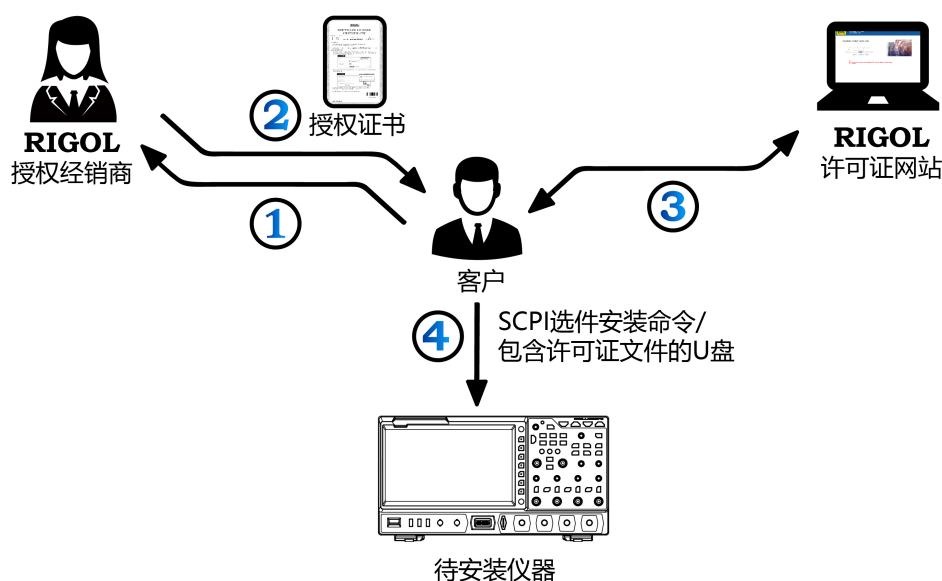 ②
授权证书
RIGOL
授权经销商
①
RIGOL
许可证网站
③
客户
④
SCPI选件安装命令/
包含许可证文件的U盘
待安装仪器